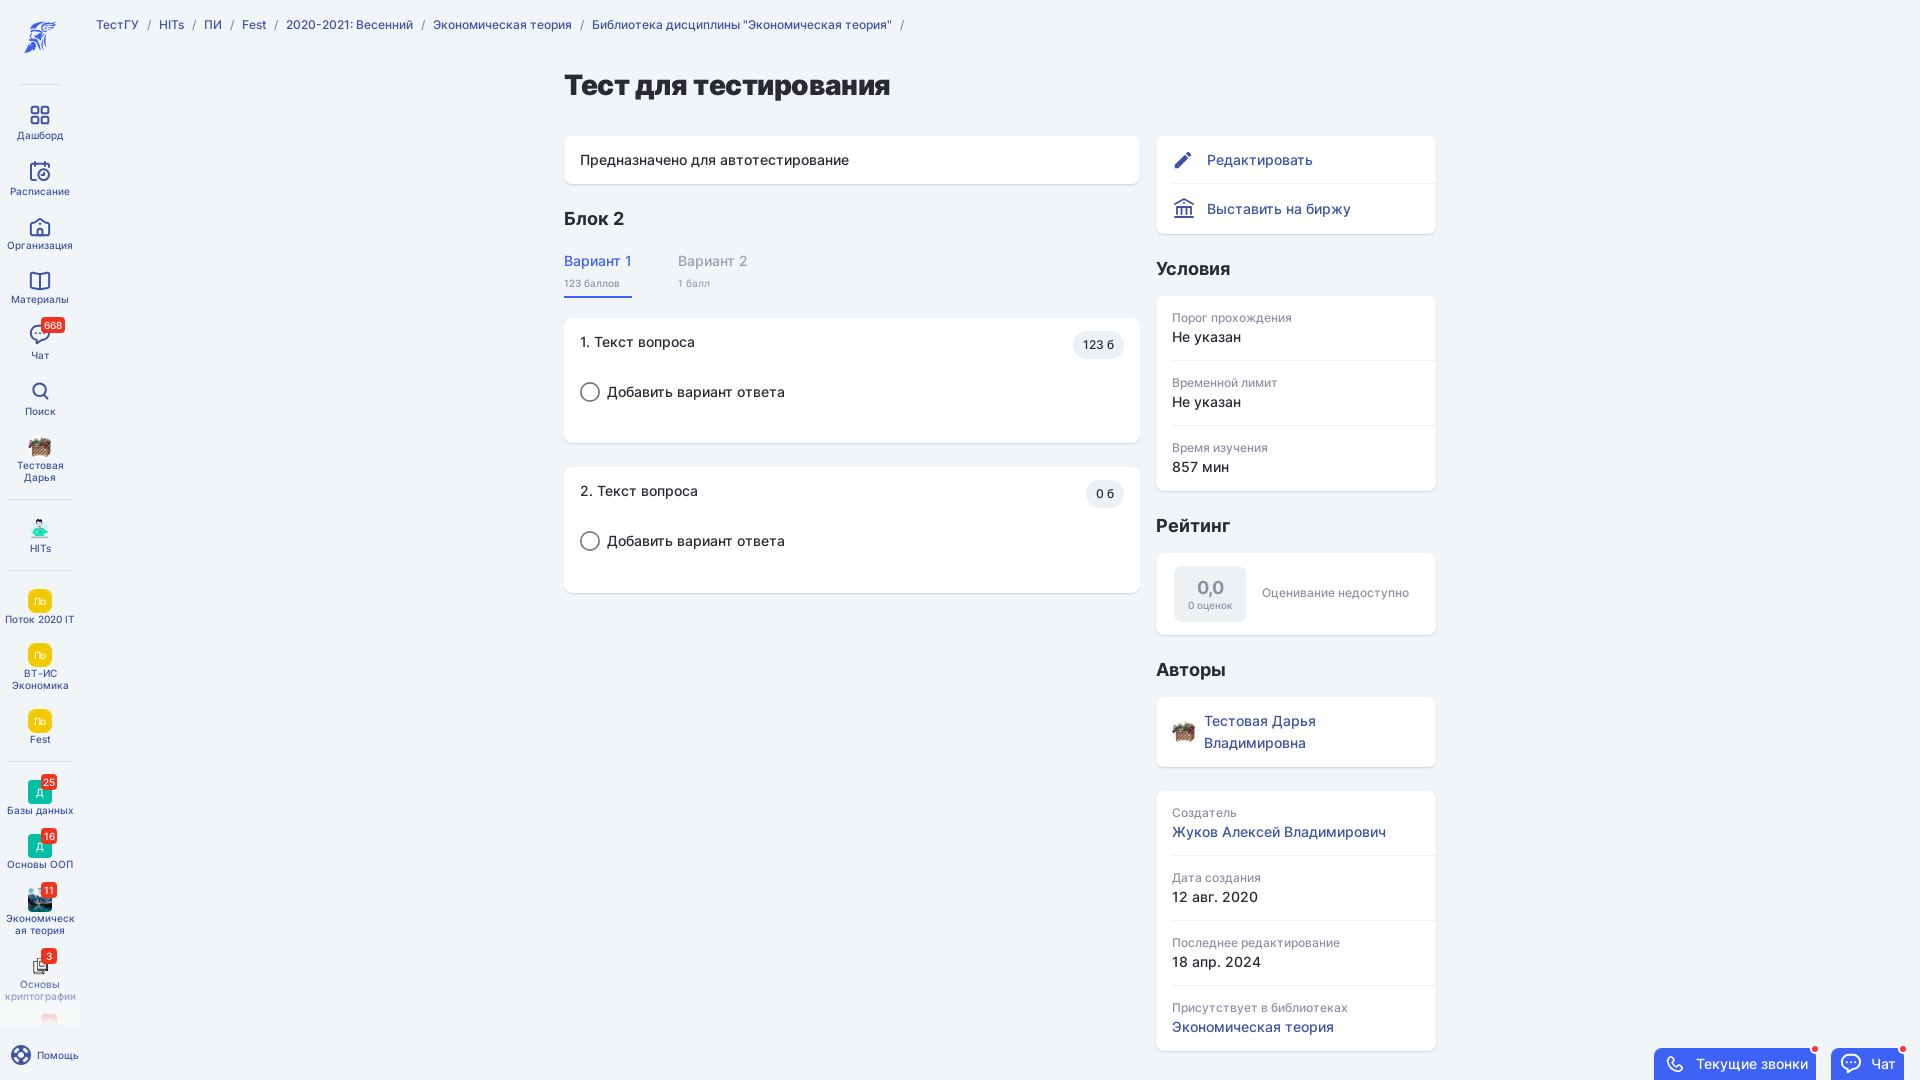 ТестГУ / HITs / ПИ / Fest / 2020-2021: Весенний / Экономическая теория / Библиотека дисциплины "Экономическая теория" /
Дашборд
Расписание
Организация
Материалы
668
Чат
Поиск
Тестовая
Дарья
HITs
По
Поток 2020 IT
По
ВТ-ИС
Экономика
По
Fest
25
Д
Базы данных
16
Д
Основы ООП
11
Экономическ
ая теория
3
Основы
криптографии
Помощь
Тест для тестирования
Предназначено для автотестирование
Блок 2
Вариант 1
123 баллов
Вариант 2
1 балл
1. Текст вопроса
123 б
Добавить вариант ответа
2. Текст вопроса
0 б
Добавить вариант ответа
Редактировать
Выставить на биржу
Условия
Порог прохождения
Не указан
Временной лимит
Не указан
Время изучения
857 мин
Рейтинг
0,0
0 оценок
Оценивание недоступно
Авторы
Тестовая Дарья
Владимировна
Создатель
Жуков Алексей Владимирович
Дата создания
12 авг. 2020
Последнее редактирование
18 апр. 2024
Присутствует в библиотеках
Экономическая теория
Текущие звонки
Чат